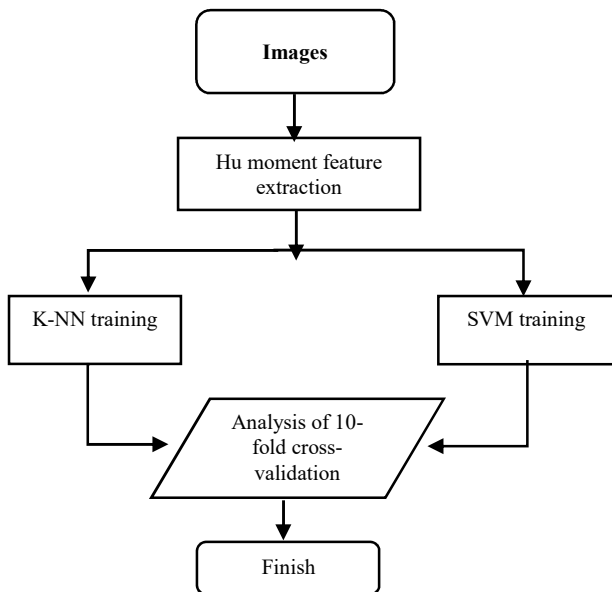 Images
Hu moment feature
extraction
K-NN training
SVM training
Analysis of 10-
fold cross-
validation
Finish